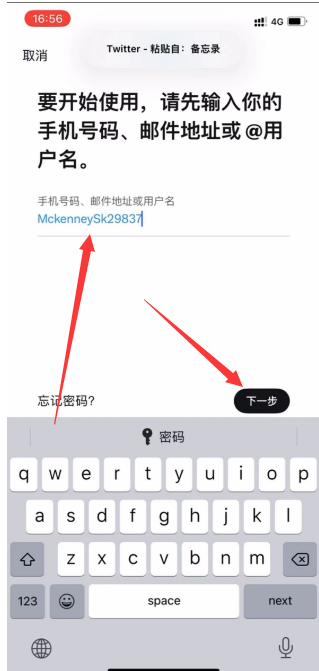 16:56
4G
取消
Twitter - 粘贴自：备忘录
要开始使用，请先输入你的
手机号码、邮件地址或 @用
户名。
手机号码、邮件地址或用户名
MckenneySk29837
忘记密码?
下一步
密码
q w e r t y u i o p
a s d f g h j k l
z x c v b n m
123 space next